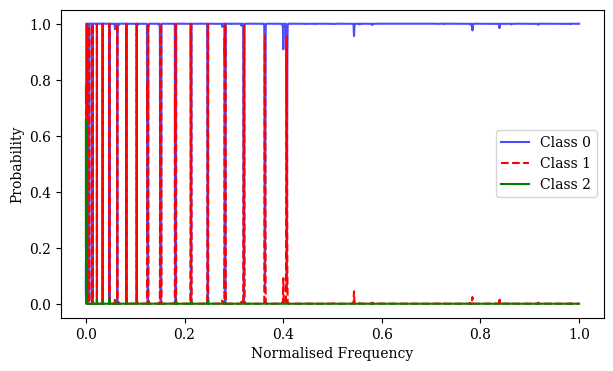 1.0
0.8
0.6
0.4
0.2
0.0
Probability
Class 0
Class 1
Class 2
0.0 0.2 0.4 0.6 0.8 1.0
Normalised Frequency